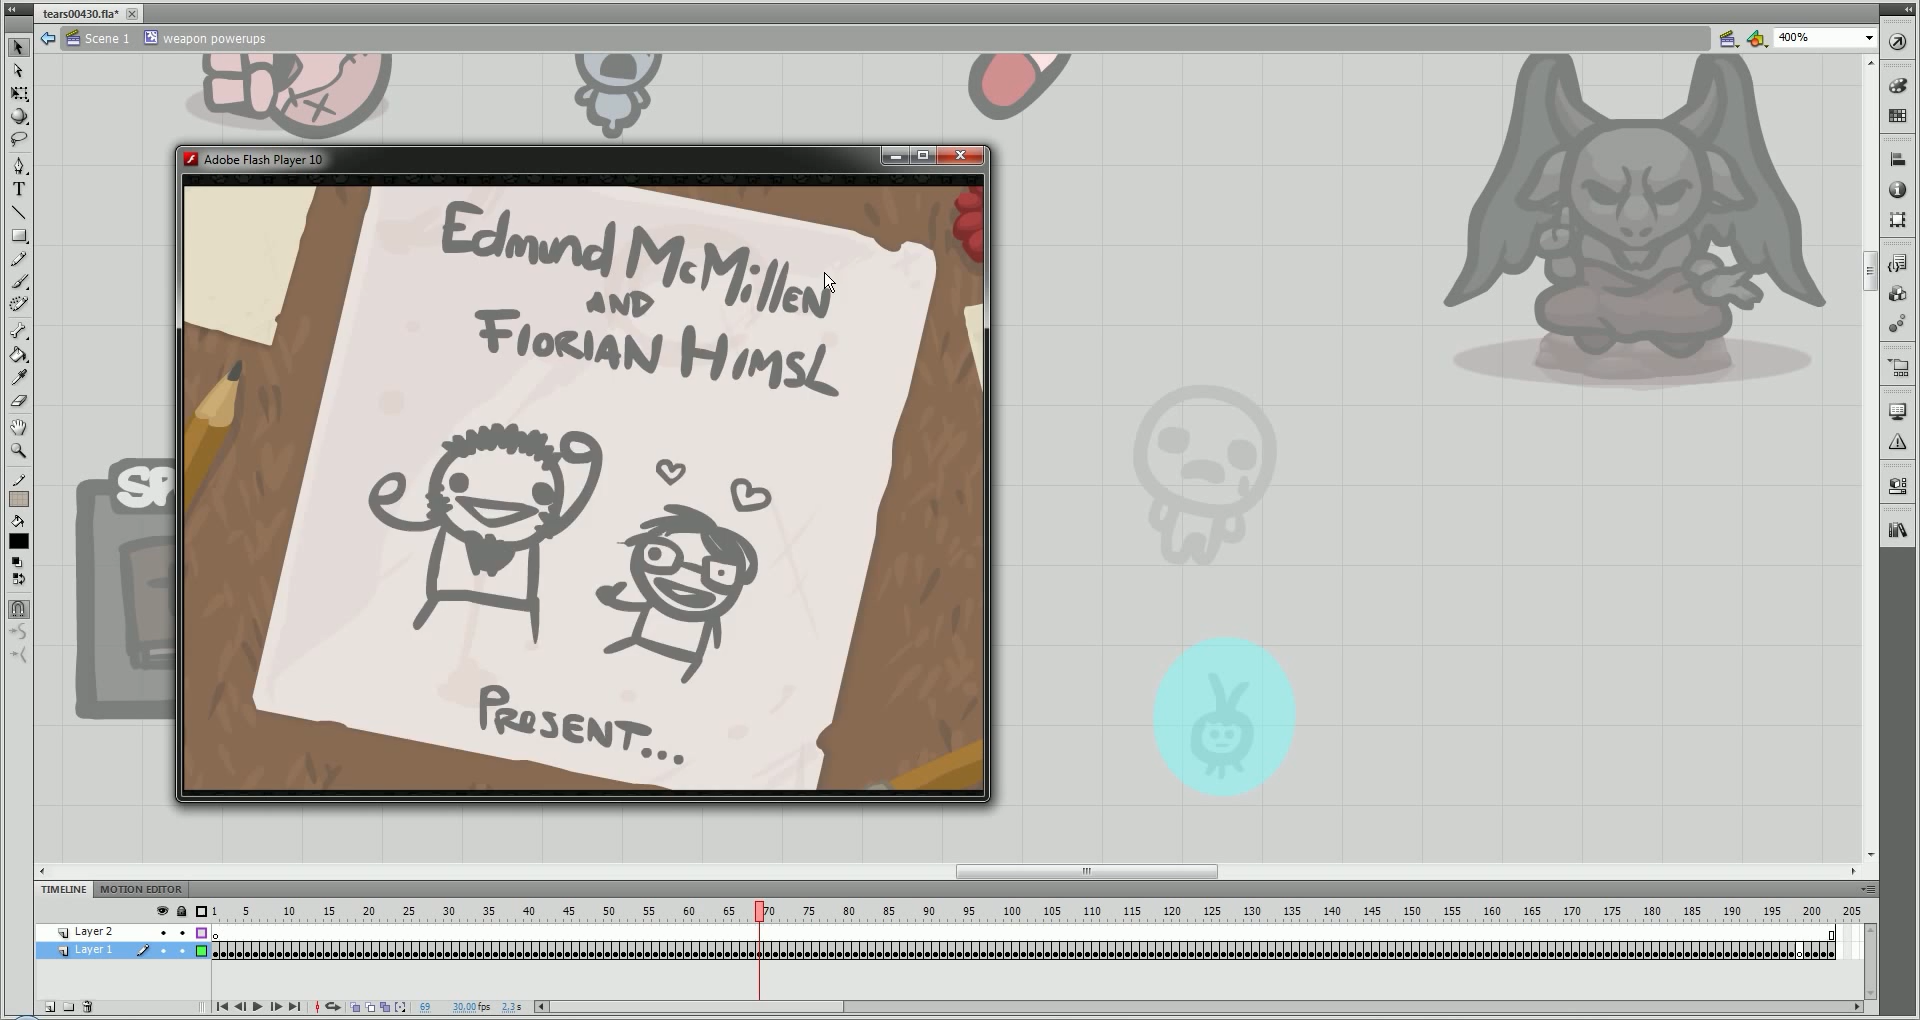 tears00430.fla*
Scene 1 weapon powerups 400%
Adobe Flash Player 10
Edmund McMillen
AND
Florian Himsl
Present...
SP
T
TIMELINE MOTION EDITOR
1 5 10 15 20 25 30 35 40 45 50 55 60 65 70 75 80 85 90 95 100 105 110 115 120 125 130 135 140 145 150 155 160 165 170 175 180 185 190 195 200 205
Layer 2
Layer 1
69 30.00 fps 2.3 s